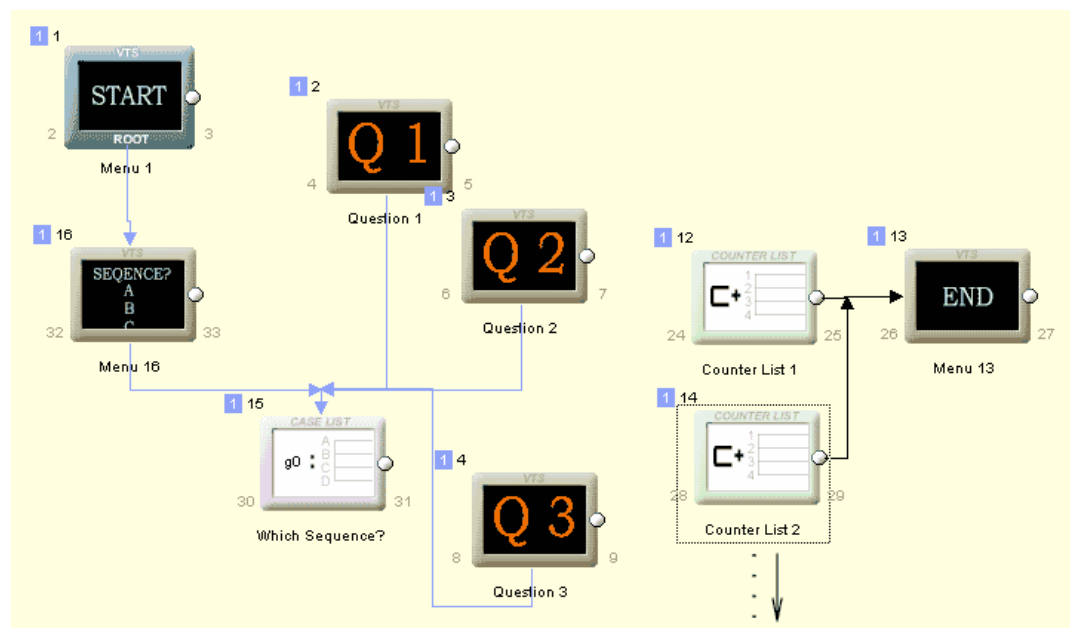 1 1
VTS
START
2 ROOT 3
Menu 1
1 16
VTS
SEQENCE?
A
B
C
32 33
Menu 16
1 2
VTS
Q 1
4 5
Question 1
1 3
VTS
Q 2
6 7
Question 2
1 15
CASE LIST
g0 :
A
B
C
D
30 31
Which Sequence?
1 4
VTS
Q 3
8 9
Question 3
1 12
COUNTER LIST
C+
1
2
3
4
24 25
Counter List 1
1 13
VTS
END
26 27
Menu 13
1 14
COUNTER LIST
C+
1
2
3
4
28 29
Counter List 2